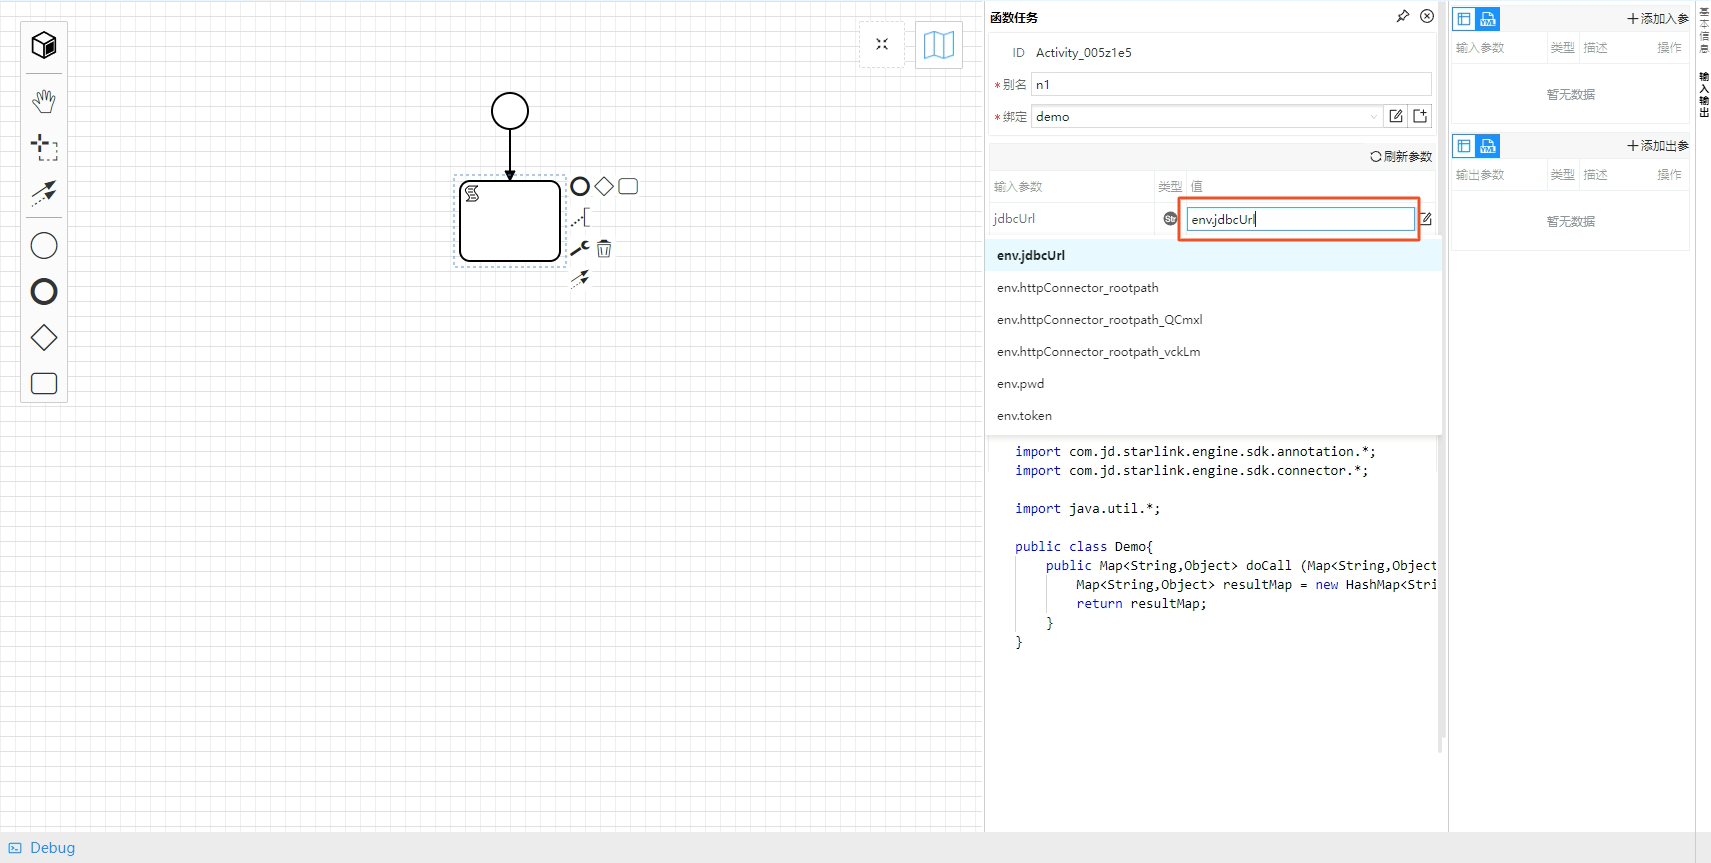 函数任务
ID Activity_005z1e5
*别名 n1
*绑定 demo
刷新参数
输入参数 类型 值
jdbcUrl Str env.jdbcUrl
env.jdbcUrl
env.httpConnector_rootpath
env.httpConnector_rootpath_QCmxl
env.httpConnector_rootpath_vckLm
env.pwd
env.token
import com.jd.starlink.engine.sdk.annotation.*;
import com.jd.starlink.engine.sdk.connector.*;
import java.util.*;
public class Demo{
public Map<String,Object> doCall (Map<String,Object
Map<String,Object> resultMap = new HashMap<Stri
return resultMap;
}
}
XML
添加入参
输入参数 类型 描述 操作
暂无数据
XML
添加出参
输出参数 类型 描述 操作
暂无数据
基本信息
输入输出
Debug